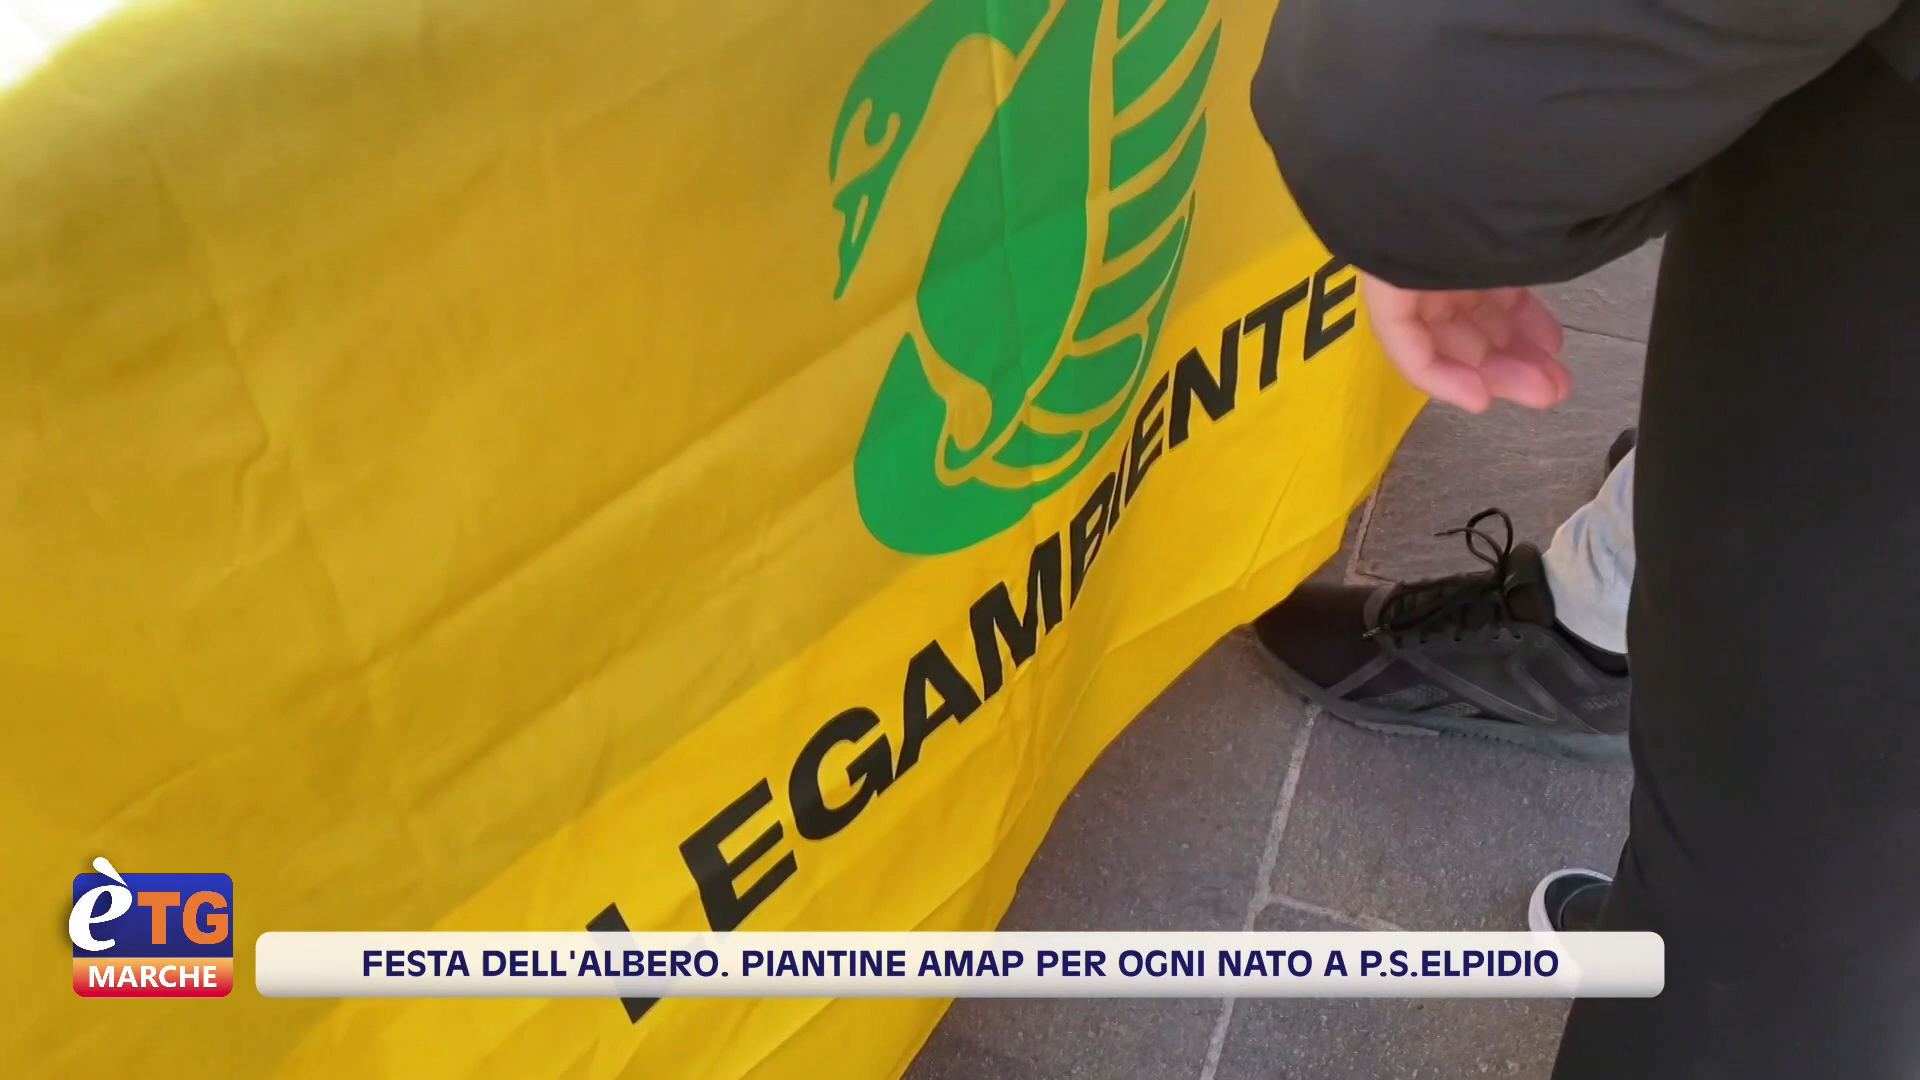 LEGAMBIENTE
èTG
MARCHE
FESTA DELL'ALBERO. PIANTINE AMAP PER OGNI NATO A P.S.ELPIDIO